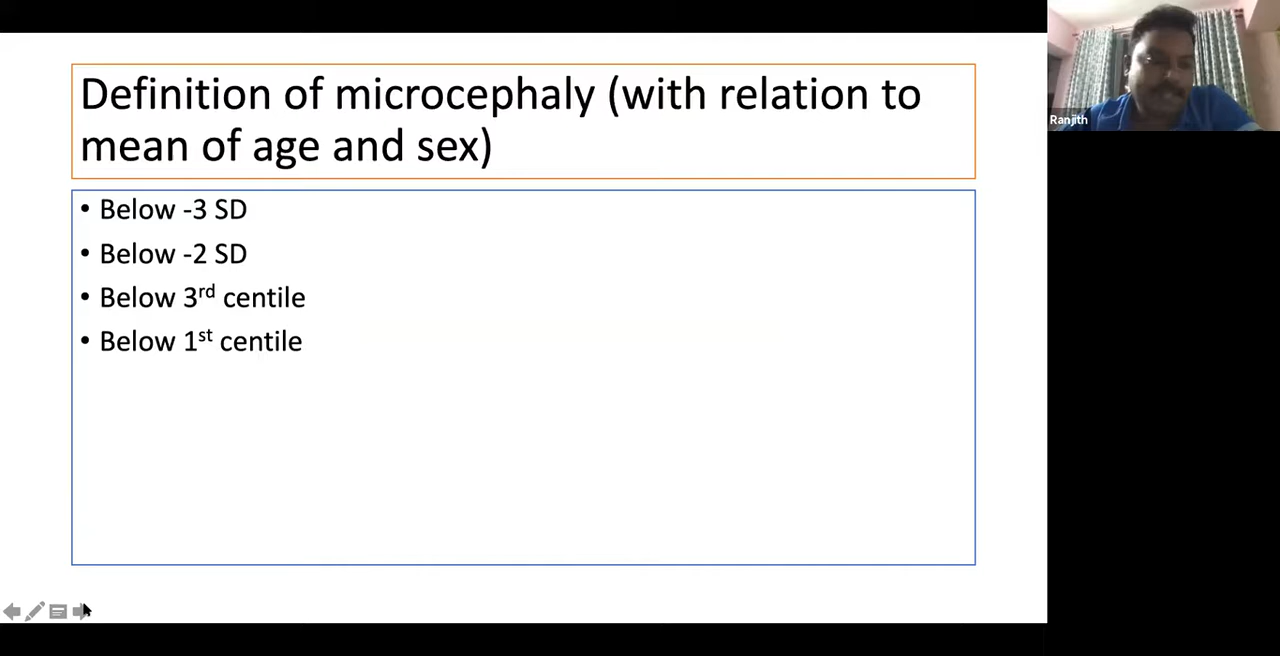 Definition of microcephaly (with relation to
mean of age and sex)
• Below -3 SD
• Below -2 SD
• Below 3rd centile
• Below 1st centile
Ranjith